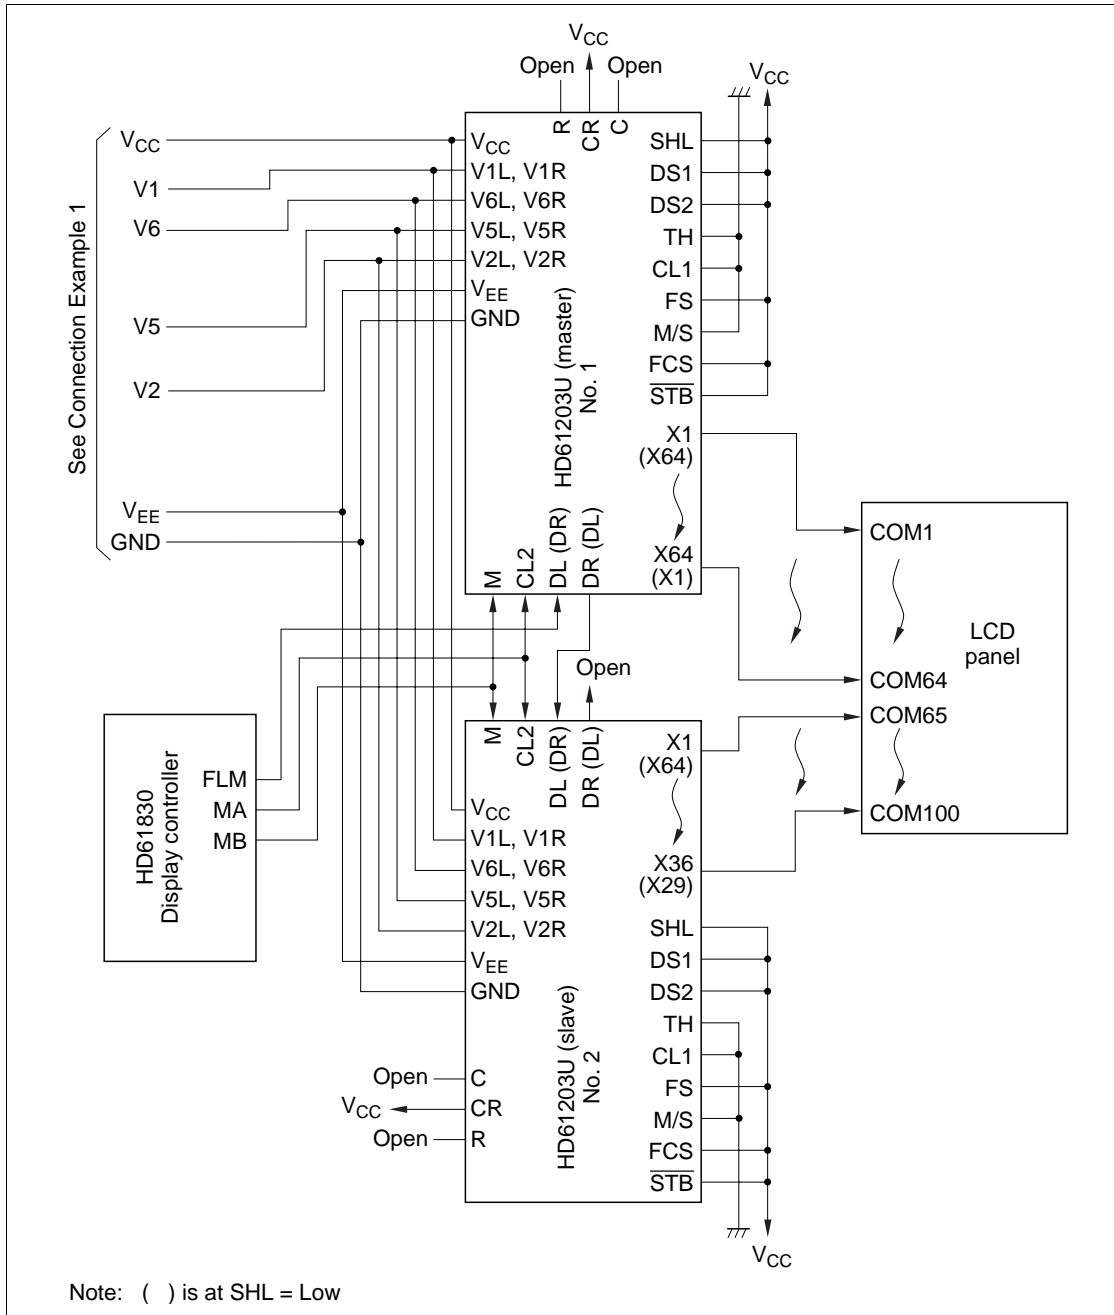 VCC
Open
Open
VCC
R
CR
C
See Connection Example 1
VCC
V1
V6
V5
V2
VEE
GND
VCC
V1L, V1R
V6L, V6R
V5L, V5R
V2L, V2R
VEE
GND
HD61203U (master)
No. 1
SHL
DS1
DS2
TH
CL1
FS
M/S
FCS
STB
X1
(X64)
X64
(X1)
M
CL2
DL (DR)
DR (DL)
COM1
COM64
COM65
COM100
LCD
panel
Open
HD61830
Display controller
FLM
MA
MB
M
CL2
DL (DR)
DR (DL)
X1
(X64)
X36
(X29)
VCC
V1L, V1R
V6L, V6R
V5L, V5R
V2L, V2R
VEE
GND
HD61203U (slave)
No. 2
SHL
DS1
DS2
TH
CL1
FS
M/S
FCS
STB
Open
C
VCC
CR
Open
R
VCC
Note: ( ) is at SHL = Low